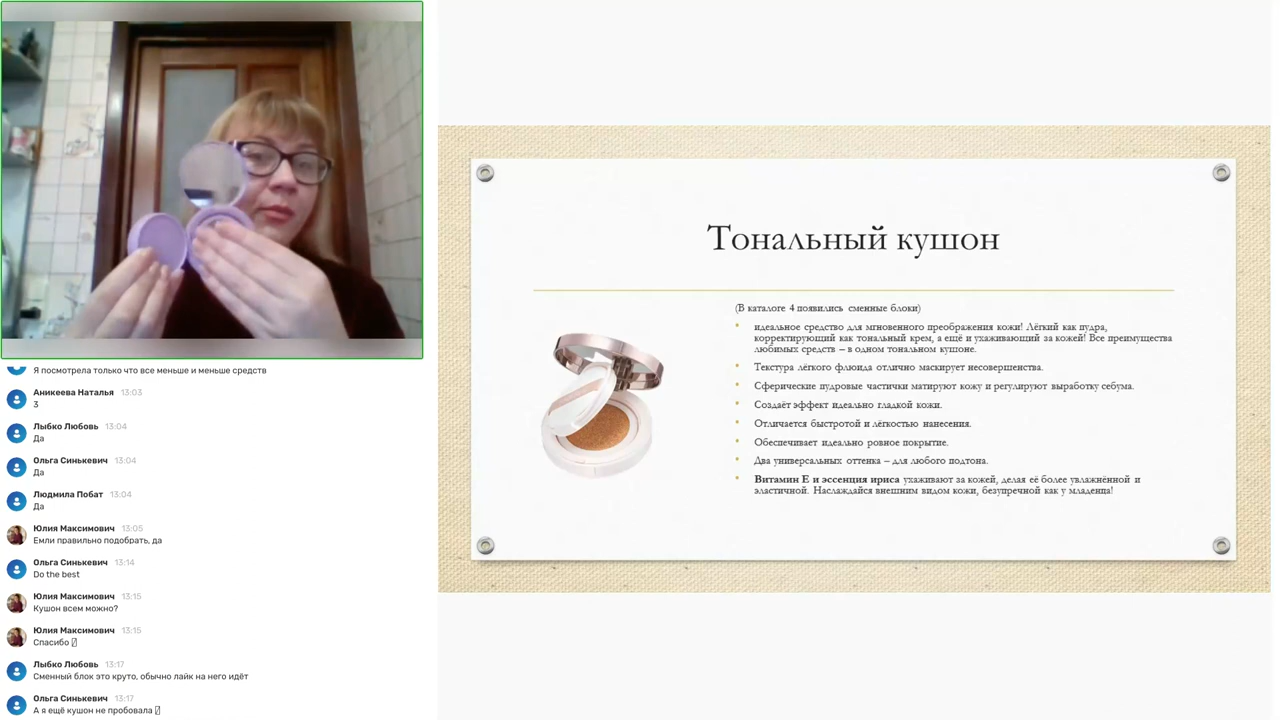 Я посмотрела только что все меньше и меньше средств
Аникеева Наталья 13:03
3
Лыбко Любовь 13:04
Да
Ольга Синькевич 13:04
Да
Людмила Побат 13:04
Да
Юлия Максимович 13:05
Емли правильно подобрать, да
Ольга Синькевич 13:14
Do the best
Юлия Максимович 13:15
Кушон всем можно?
Юлия Максимович 13:15
Спасибо
Лыбко Любовь 13:17
Сменный блок это круто, обычно лайк на него идёт
Ольга Синькевич 13:17
А я ещё кушон не пробовала
Тональный кушон
(В каталоге 4 появились сменные блоки)
идеальное средство для мгновенного преображения кожи! Лёгкий как пудра,
корректирующий как тональный крем, а ещё и ухаживающий за кожей! Все преимущества
любимых средств – в одном тональном кушоне.
Текстура лёгкого флюида отлично маскирует несовершенства.
Сферические пудровые частички матируют кожу и регулируют выработку себума.
Создаёт эффект идеально гладкой кожи.
Отличается быстротой и лёгкостью нанесения.
Обеспечивает идеально ровное покрытие.
Два универсальных оттенка – для любого подтона.
Витамин Е и эссенция ириса ухаживают за кожей, делая её более увлажнённой и
эластичной. Наслаждайся внешним видом кожи, безупречной как у младенца!